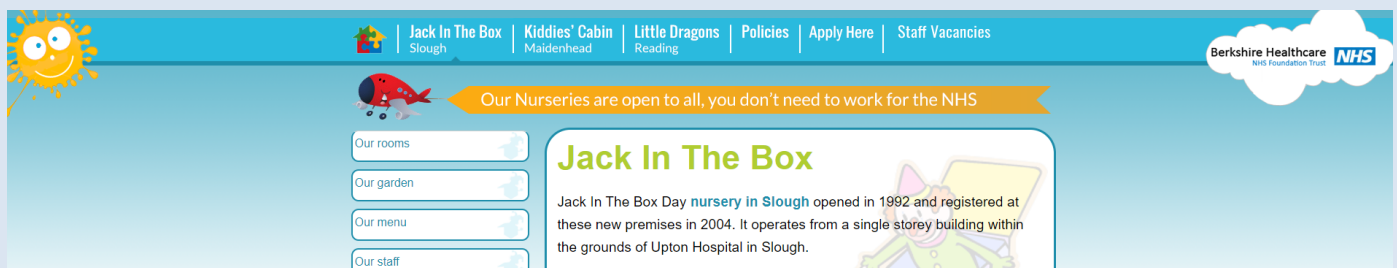 Jack In The Box
Slough
Kiddies' Cabin
Maidenhead
Little Dragons
Reading
Policies
Apply Here
Staff Vacancies
Berkshire Healthcare NHS
NHS Foundation Trust
Our Nurseries are open to all, you don't need to work for the NHS
Our rooms
Our garden
Our menu
Our staff
Jack In The Box
Jack In The Box Day nursery in Slough opened in 1992 and registered at
these new premises in 2004. It operates from a single storey building within
the grounds of Upton Hospital in Slough.